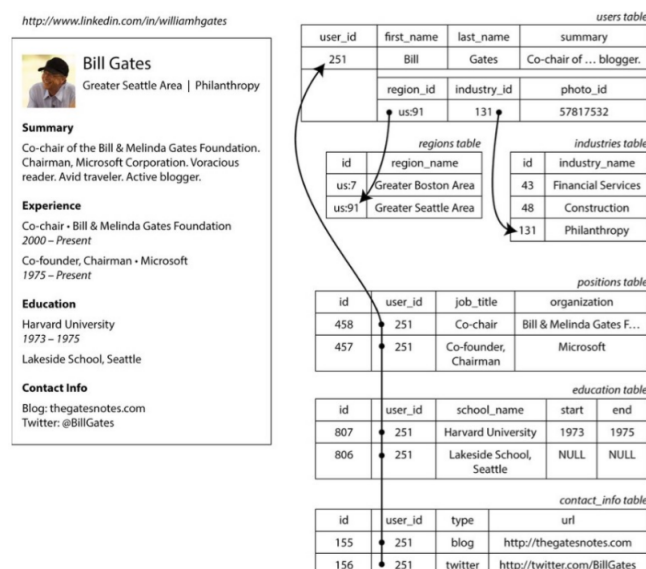 http://www.linkedin.com/in/williamhgates
Bill Gates
Greater Seattle Area | Philanthropy
Summary
Co-chair of the Bill & Melinda Gates Foundation.
Chairman, Microsoft Corporation. Voracious
reader. Avid traveler. Active blogger.
Experience
Co-chair • Bill & Melinda Gates Foundation
2000 – Present
Co-founder, Chairman • Microsoft
1975 – Present
Education
Harvard University
1973 – 1975
Lakeside School, Seattle
Contact Info
Blog: thegatesnotes.com
Twitter: @BillGates
users table
user_id first_name last_name summary
251 Bill Gates Co-chair of … blogger.
region_id industry_id photo_id
us:91 131 57817532
regions table
id region_name
us:7 Greater Boston Area
us:91 Greater Seattle Area
industries table
id industry_name
43 Financial Services
48 Construction
131 Philanthropy
positions table
id user_id job_title organization
458 251 Co-chair Bill & Melinda Gates F…
457 251 Co-founder, Microsoft
Chairman
education table
id user_id school_name start end
807 251 Harvard University 1973 1975
806 251 Lakeside School, NULL NULL
Seattle
contact_info table
id user_id type url
155 251 blog http://thegatesnotes.com
156 251 twitter http://twitter.com/BillGates